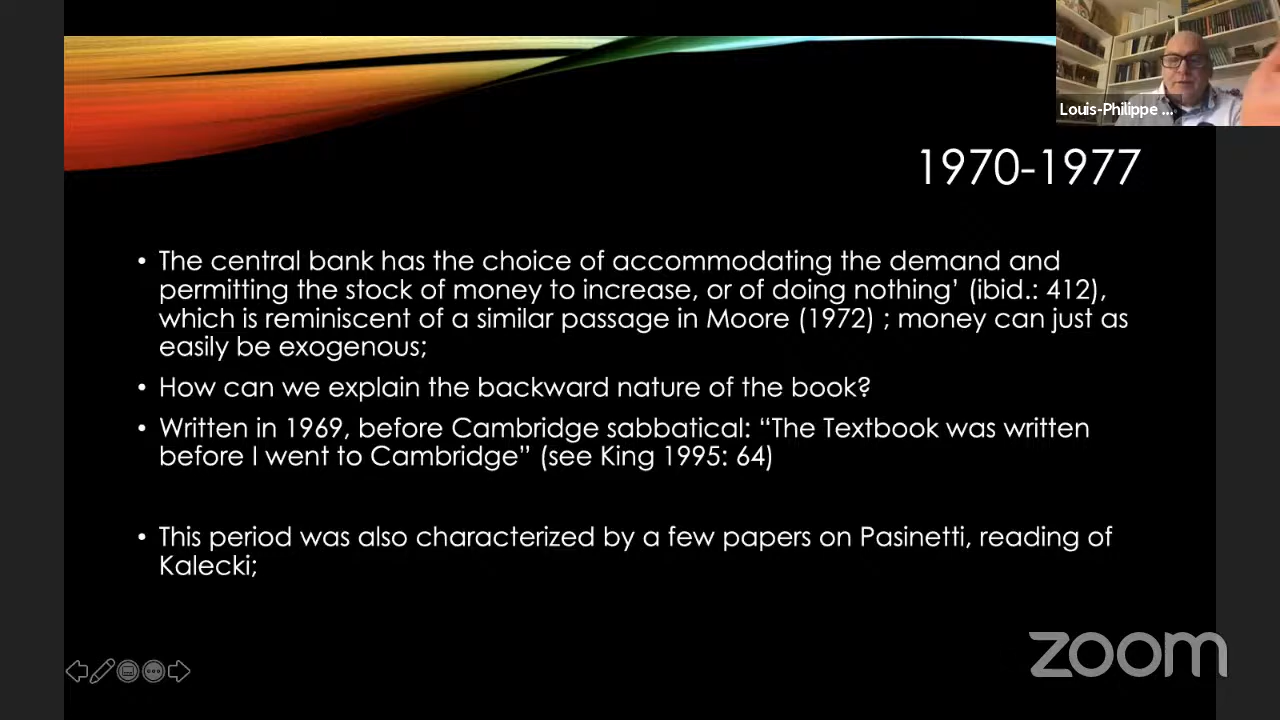 Louis-Philippe ...
1970-1977
• The central bank has the choice of accommodating the demand and
permitting the stock of money to increase, or of doing nothing’ (ibid.: 412),
which is reminiscent of a similar passage in Moore (1972) ; money can just as
easily be exogenous;
• How can we explain the backward nature of the book?
• Written in 1969, before Cambridge sabbatical: “The Textbook was written
before I went to Cambridge” (see King 1995: 64)
• This period was also characterized by a few papers on Pasinetti, reading of
Kalecki;
zoom